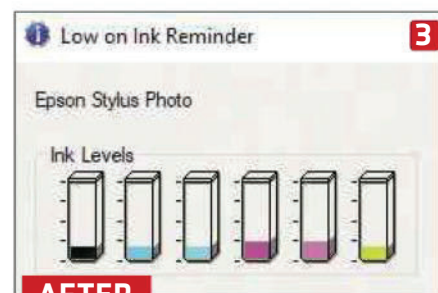 Low on Ink Reminder
3
Epson Stylus Photo
Ink Levels
AFTER